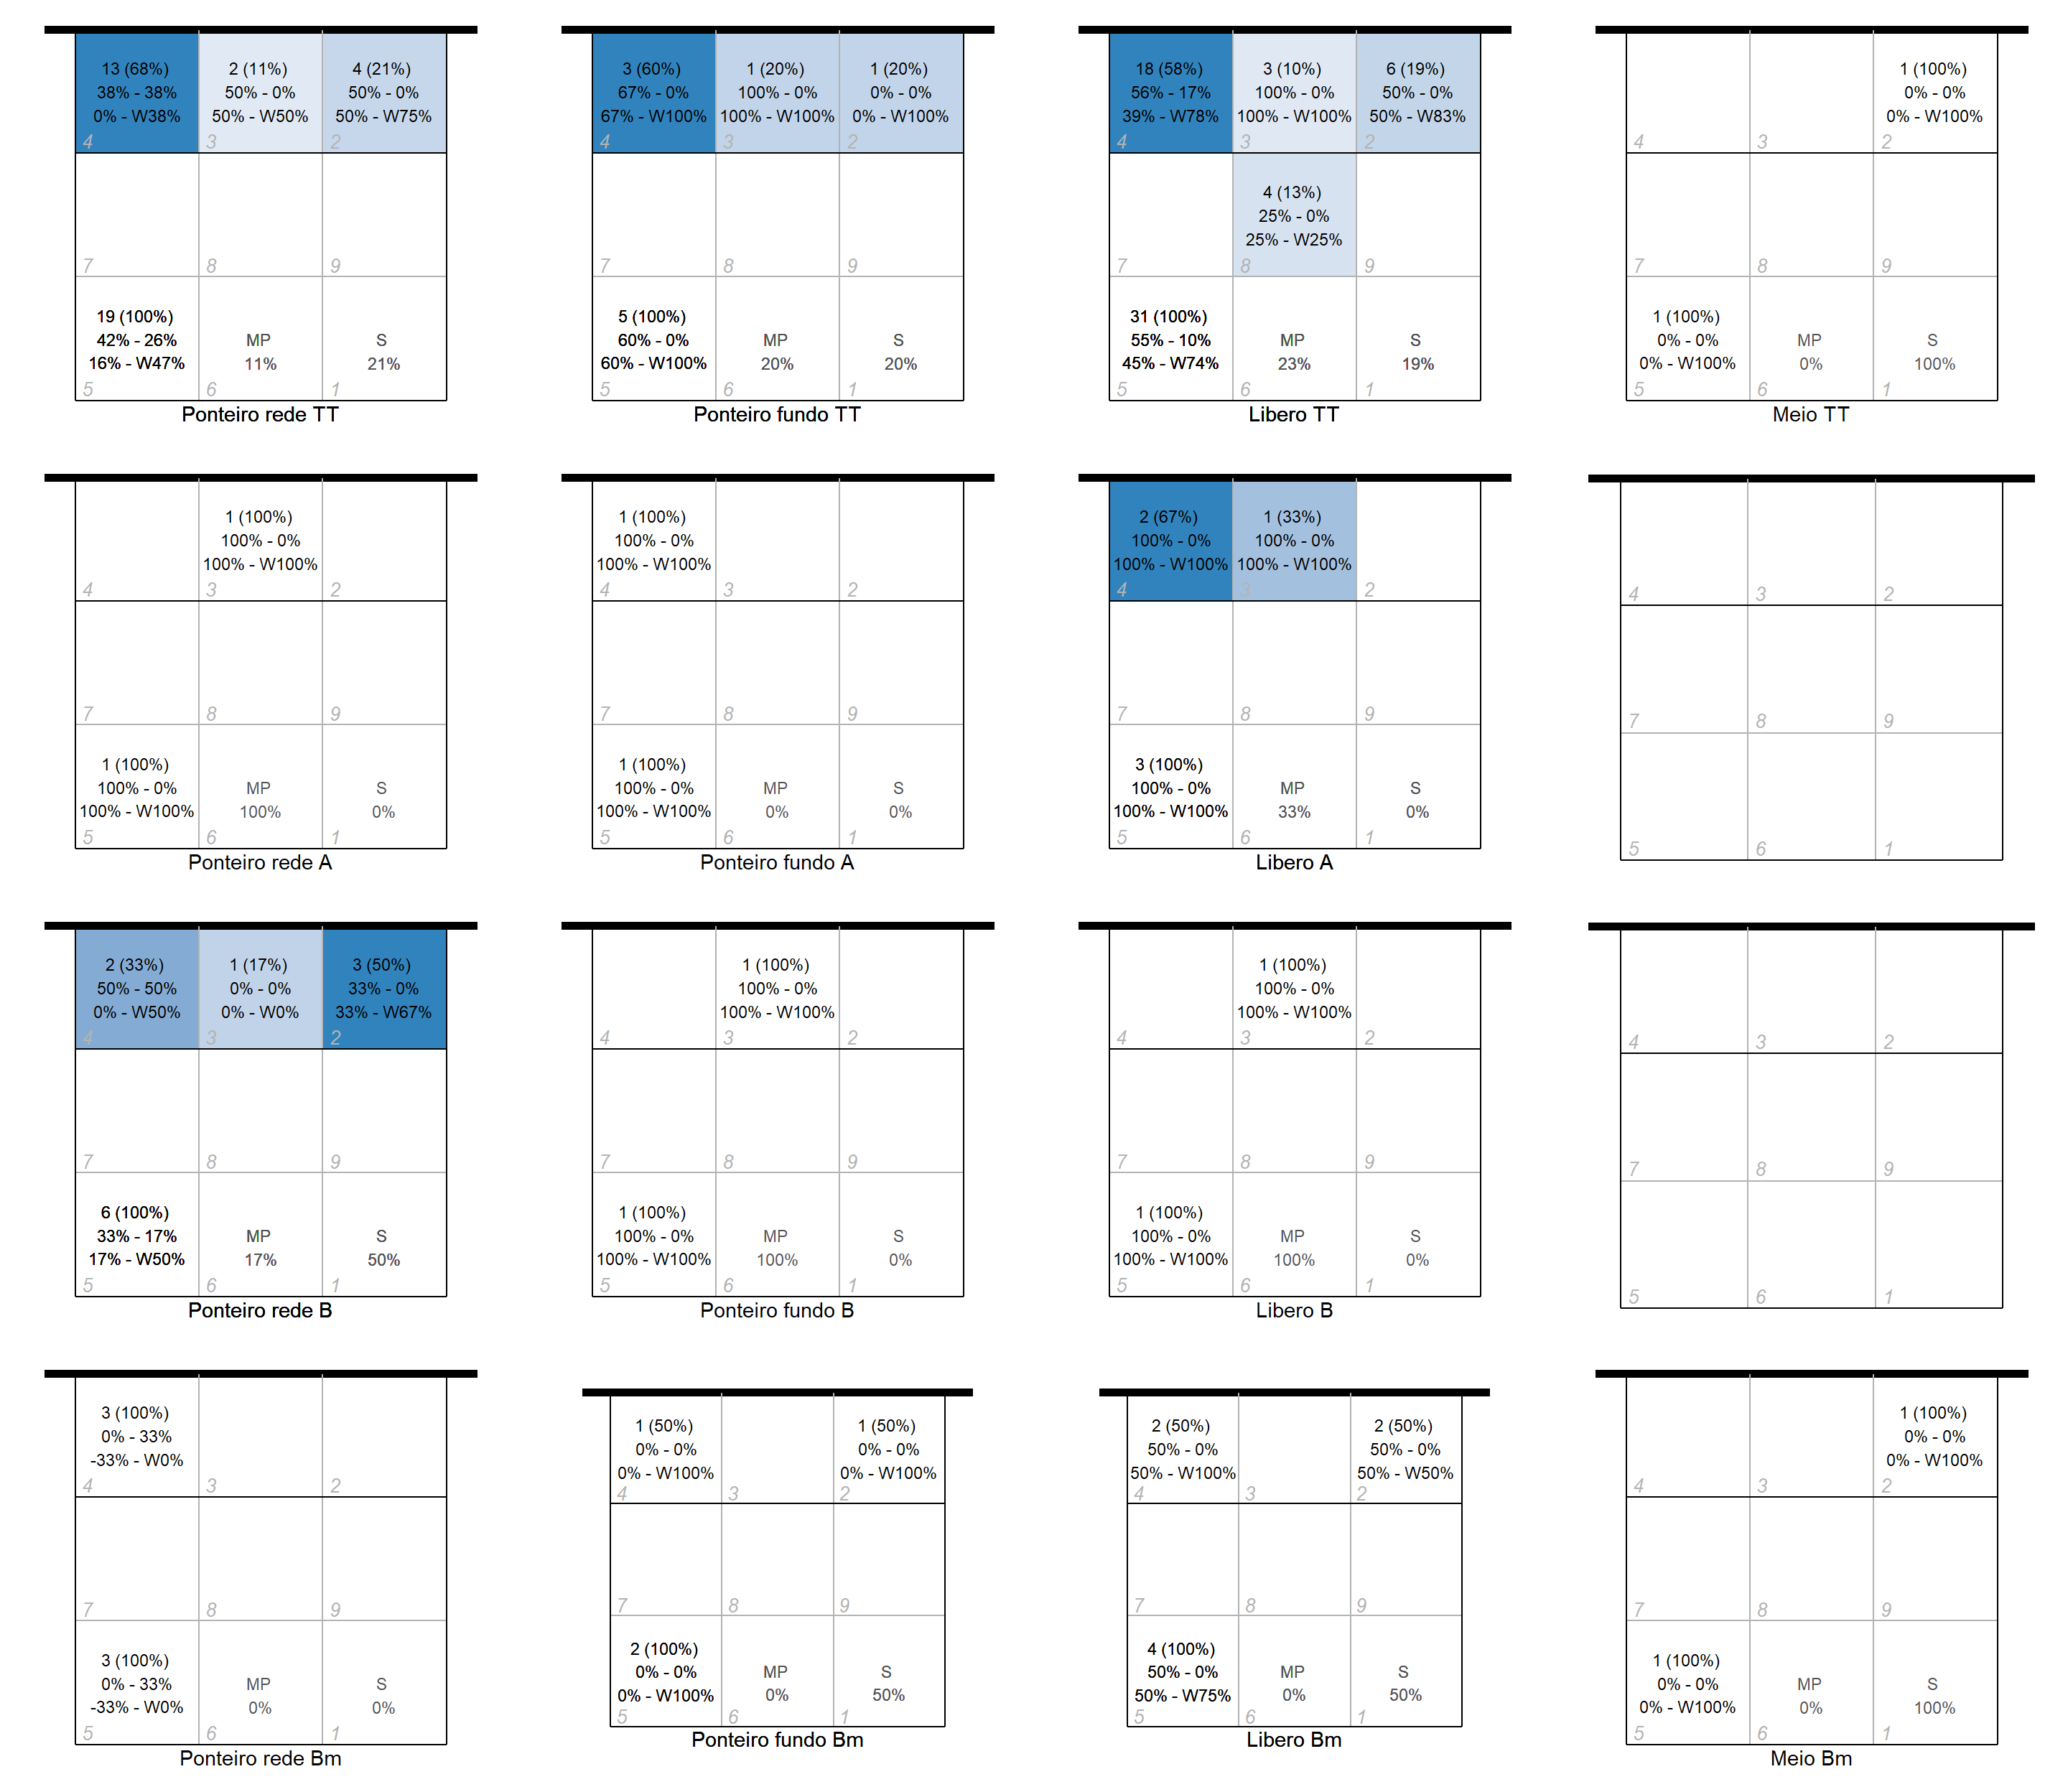 13 (68%)
38% - 38%
0% - W38%
4
2 (11%)
50% - 0%
50% - W50%
3
4 (21%)
50% - 0%
50% - W75%
2
7
8
9
19 (100%)
42% - 26%
16% - W47%
5
MP
11%
6
S
21%
1
Ponteiro rede TT
3 (60%)
67% - 0%
67% - W100%
4
1 (20%)
100% - 0%
100% - W100%
3
1 (20%)
0% - 0%
0% - W100%
2
7
8
9
5 (100%)
60% - 0%
60% - W100%
5
MP
20%
6
S
20%
1
Ponteiro fundo TT
18 (58%)
56% - 17%
39% - W78%
4
3 (10%)
100% - 0%
100% - W100%
3
6 (19%)
50% - 0%
50% - W83%
2
7
4 (13%)
25% - 0%
25% - W25%
8
9
31 (100%)
55% - 10%
45% - W74%
5
MP
23%
6
S
19%
1
Libero TT
4
3
1 (100%)
0% - 0%
0% - W100%
2
7
8
9
1 (100%)
0% - 0%
0% - W100%
5
MP
0%
6
S
100%
1
Meio TT
4
1 (100%)
100% - 0%
100% - W100%
3
2
7
8
9
1 (100%)
100% - 0%
100% - W100%
5
MP
100%
6
S
0%
1
Ponteiro rede A
1 (100%)
100% - 0%
100% - W100%
4
3
2
7
8
9
1 (100%)
100% - 0%
100% - W100%
5
MP
0%
6
S
0%
1
Ponteiro fundo A
2 (67%)
100% - 0%
100% - W100%
4
1 (33%)
100% - 0%
100% - W100%
3
2
7
8
9
3 (100%)
100% - 0%
100% - W100%
5
MP
33%
6
S
0%
1
Libero A
4
3
2
7
8
9
5
6
1
2 (33%)
50% - 50%
0% - W50%
4
1 (17%)
0% - 0%
0% - W0%
3
3 (50%)
33% - 0%
33% - W67%
2
7
8
9
6 (100%)
33% - 17%
17% - W50%
5
MP
17%
6
S
50%
1
Ponteiro rede B
4
1 (100%)
100% - 0%
100% - W100%
3
2
7
8
9
1 (100%)
100% - 0%
100% - W100%
5
MP
100%
6
S
0%
1
Ponteiro fundo B
4
1 (100%)
100% - 0%
100% - W100%
3
2
7
8
9
1 (100%)
100% - 0%
100% - W100%
5
MP
100%
6
S
0%
1
Libero B
4
3
2
7
8
9
5
6
1
3 (100%)
0% - 33%
-33% - W0%
4
3
2
7
8
9
3 (100%)
0% - 33%
-33% - W0%
5
MP
0%
6
S
0%
1
Ponteiro rede Bm
1 (50%)
0% - 0%
0% - W100%
4
3
1 (50%)
0% - 0%
0% - W100%
2
7
8
9
2 (100%)
0% - 0%
0% - W100%
5
MP
0%
6
S
50%
1
Ponteiro fundo Bm
2 (50%)
50% - 0%
50% - W100%
4
3
2 (50%)
50% - 0%
50% - W50%
2
7
8
9
4 (100%)
50% - 0%
50% - W75%
5
MP
0%
6
S
50%
1
Libero Bm
4
3
1 (100%)
0% - 0%
0% - W100%
2
7
8
9
1 (100%)
0% - 0%
0% - W100%
5
MP
0%
6
S
100%
1
Meio Bm